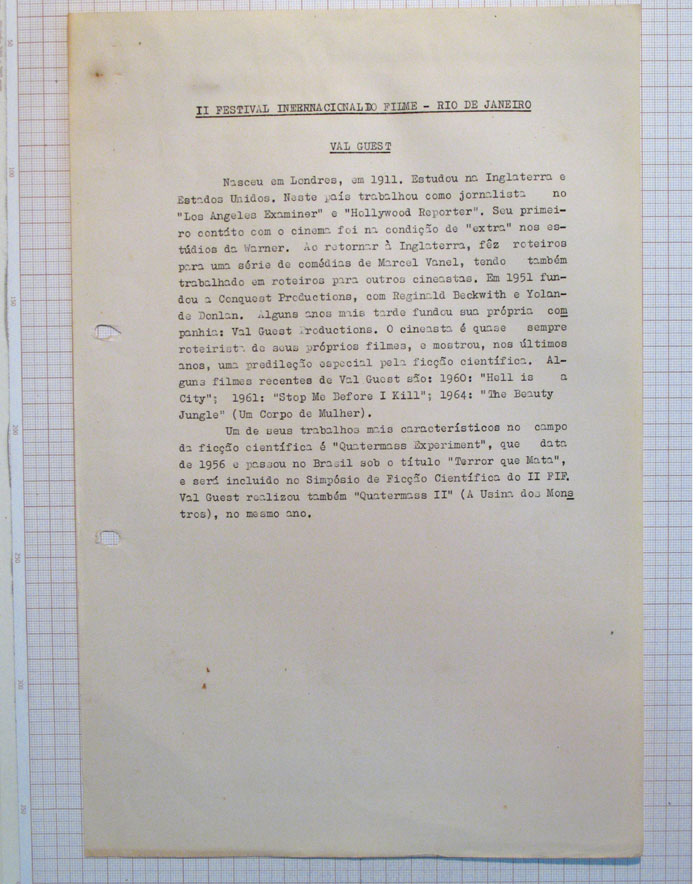 II FESTIVAL INEERNACIONALDO FILME - RIO DE JANEIRO
VAL GUEST
Nasceu em Londres, em 1911. Estudou na Inglaterra e
Estados Unidos. Neste país trabalhou como jornalista no
"Los Angeles Examiner" e "Hollywood Reporter". Seu primei-
ro contáto com o cinema foi na condição de "extra" nos es-
túdios da Warner. Ao retornar à Inglaterra, fêz roteiros
para uma série de comédias de Marcel Vanel, tendo também
trabalhado em roteiros para outros cineastas. Em 1951 fun-
dou a Conquest Productions, com Reginald Beckwith e Yolan-
de Donlan. Alguns anos mais tarde fundou sua própria com
panhia: Val Guest Productions. O cineasta é quase sempre
roteirista de seus próprios filmes, e mostrou, nos últimos
anos, uma predileção especial pela ficção científica. Al-
guns filmes recentes de Val Guest são: 1960: "Hell is a
City"; 1961: "Stop Me Before I Kill"; 1964: "The Beauty
Jungle" (Um Corpo de Mulher).
Um de seus trabalhos mais característicos no campo
da ficção científica é "Quatermass Experiment", que data
de 1956 e passou no Brasil sob o título "Terror que Mata",
e será incluido no Simpósio de Ficção Científica do II FIF.
Val Guest realizou também "Quatermass II" (A Usina dos Mons
tros), no mesmo ano.